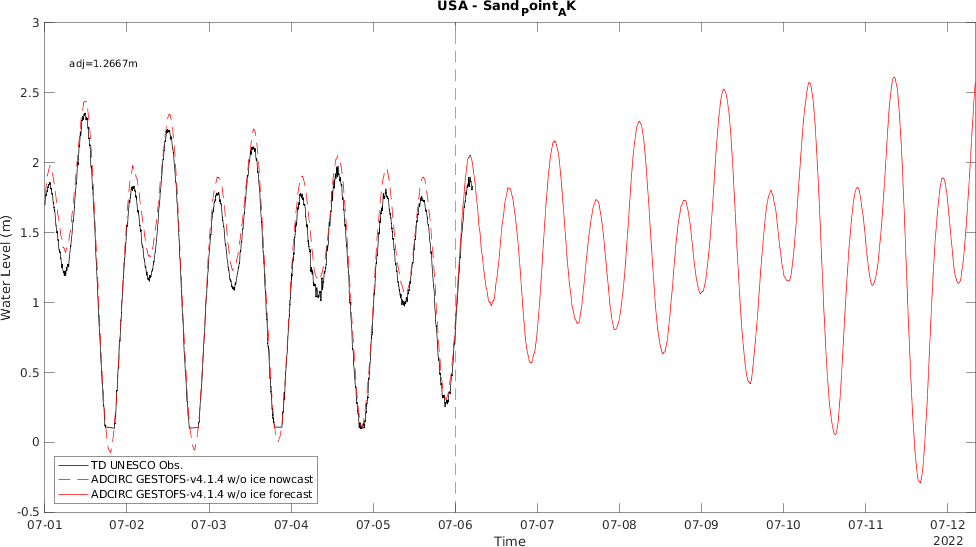 USA - SandPointAK
adj=1.2667m
Water Level (m)
3
2.5
2
1.5
1
0.5
0
-0.5
TD UNESCO Obs.
ADCIRC GESTOFS-v4.1.4 w/o ice nowcast
ADCIRC GESTOFS-v4.1.4 w/o ice forecast
07-01 07-02 07-03 07-04 07-05 07-06 07-07 07-08 07-09 07-10 07-11 07-12
Time
2022